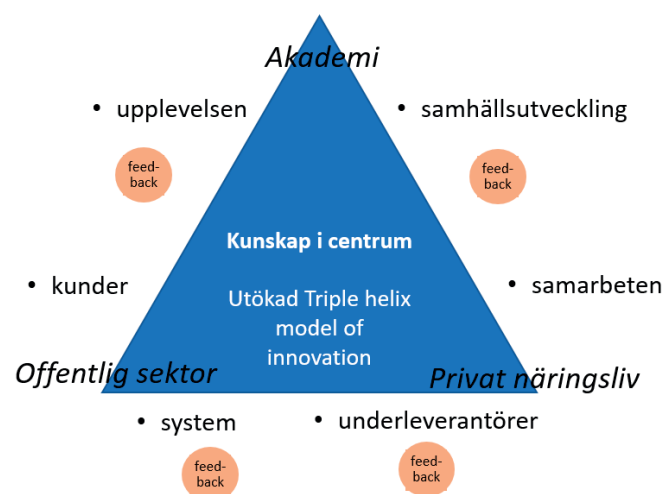 Akademi
• upplevelsen
• samhällsutveckling
feed-
back
feed-
back
Kunskap i centrum
• kunder
• samarbeten
Utökad Triple helix
model of
innovation
Offentlig sektor
Privat näringsliv
• system
• underleverantörer
feed-
back
feed-
back